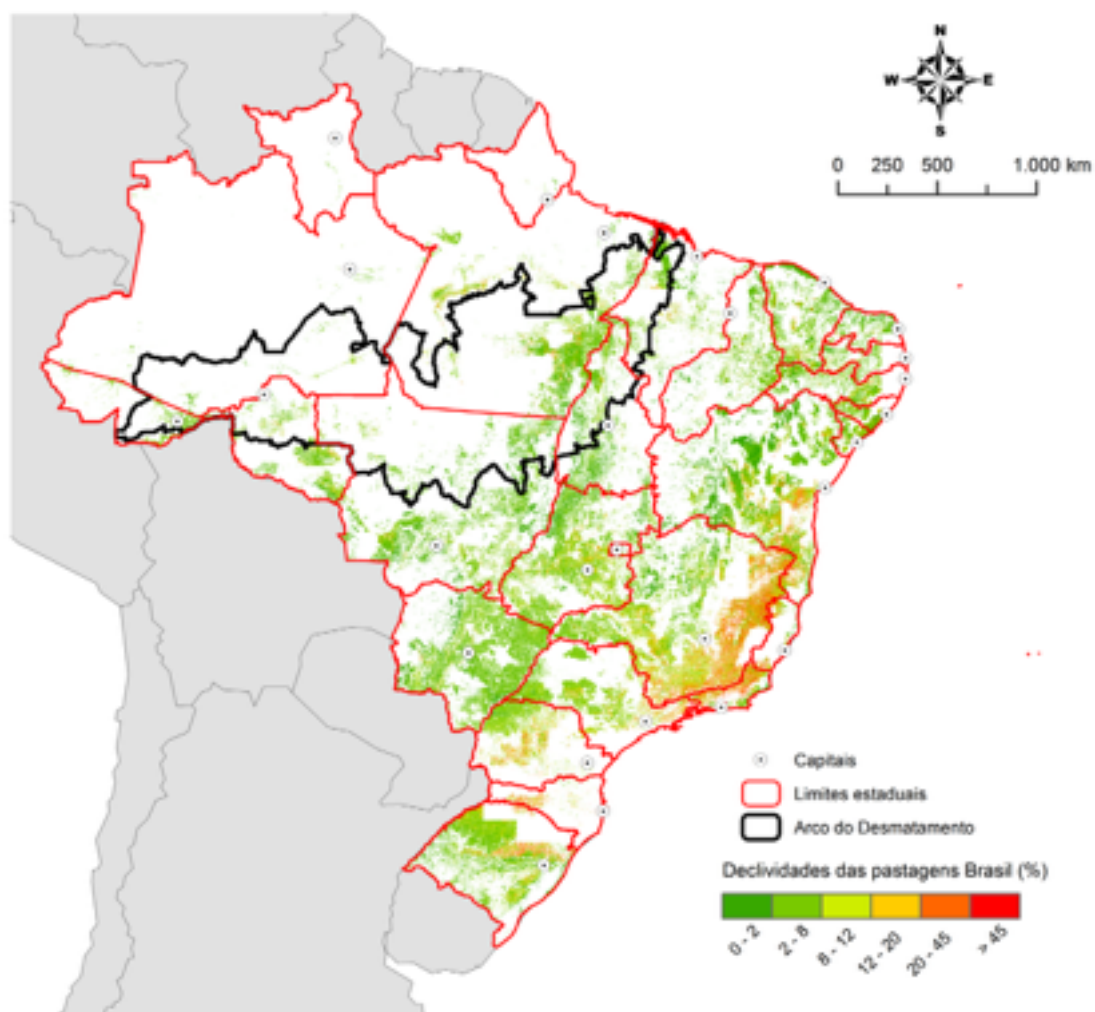 N
W E
S
0 250 500 1.000 km
Capitais
Limites estaduais
Arco do Desmatamento
Declividades das pastagens Brasil (%)
0 - 2 2 - 8 8 - 12 12 - 20 20 - 45 > 45